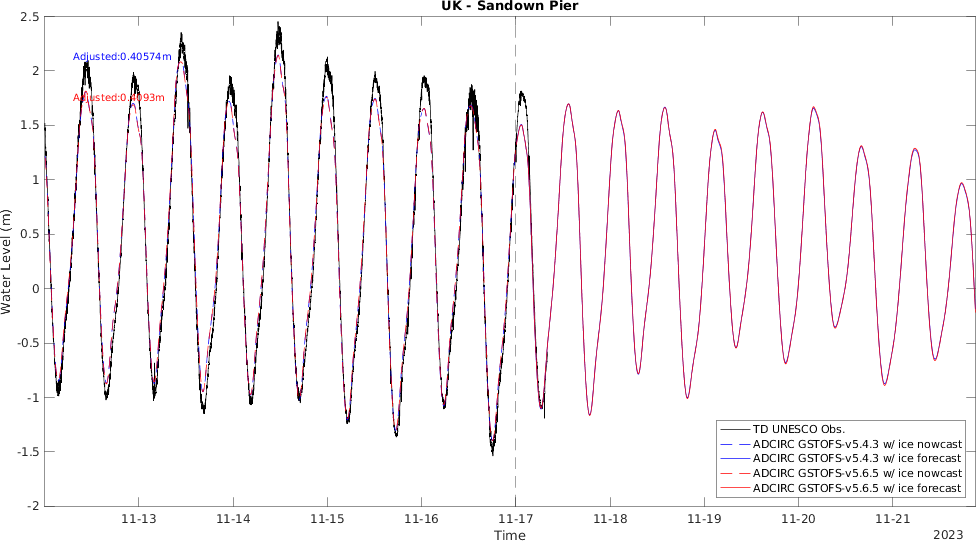 UK - Sandown Pier
2.5
2
1.5
1
0.5
0
-0.5
-1
-1.5
-2
Water Level (m)
Adjusted:0.40574m
Adjusted:0.4093m
TD UNESCO Obs.
ADCIRC GSTOFS-v5.4.3 w/ ice nowcast
ADCIRC GSTOFS-v5.4.3 w/ ice forecast
ADCIRC GSTOFS-v5.6.5 w/ ice nowcast
ADCIRC GSTOFS-v5.6.5 w/ ice forecast
11-13 11-14 11-15 11-16 11-17 11-18 11-19 11-20 11-21
Time
2023